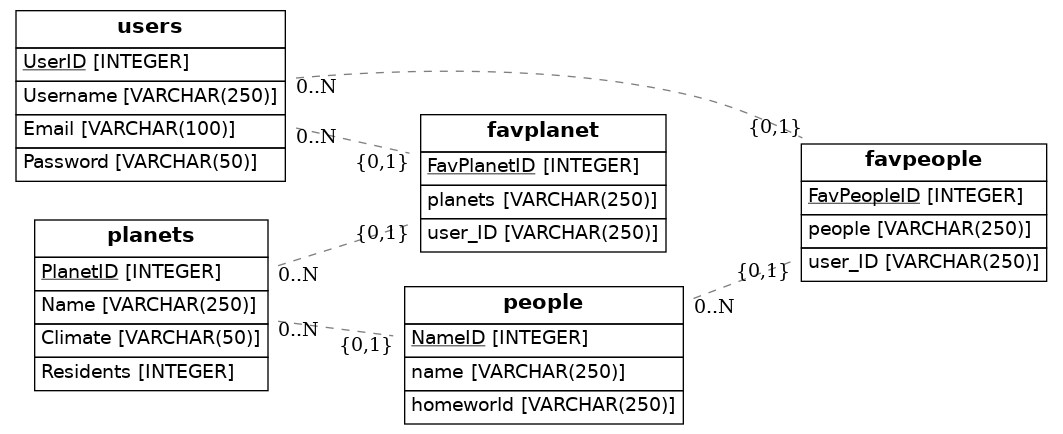 users
UserID [INTEGER]
Username [VARCHAR(250)]
Email [VARCHAR(100)]
Password [VARCHAR(50)]
0..N
{0,1}
0..N
{0,1}
favplanet
FavPlanetID [INTEGER]
planets [VARCHAR(250)]
user_ID [VARCHAR(250)]
favpeople
FavPeopleID [INTEGER]
people [VARCHAR(250)]
user_ID [VARCHAR(250)]
planets
PlanetID [INTEGER]
Name [VARCHAR(250)]
Climate [VARCHAR(50)]
Residents [INTEGER]
{0,1}
0..N
0..N
{0,1}
people
NameID [INTEGER]
name [VARCHAR(250)]
homeworld [VARCHAR(250)]
{0,1}
0..N